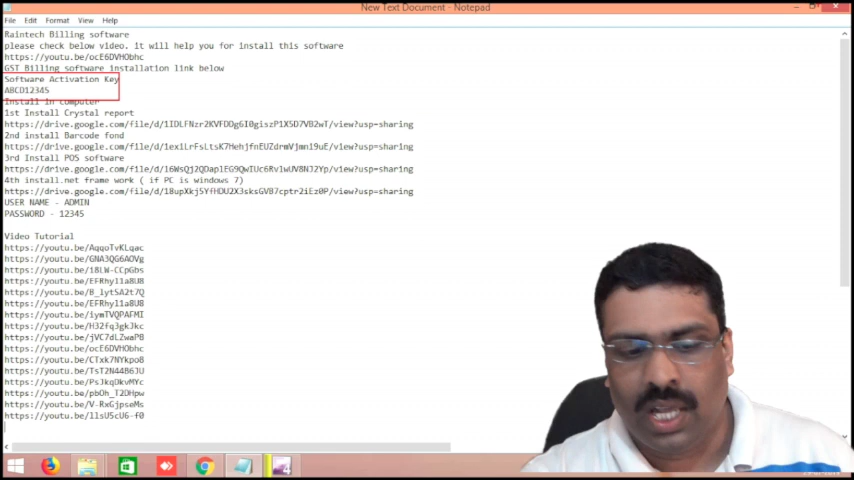 New Text Document - Notepad
File Edit Format View Help
Raintech Billing software
please check below video, it will help you for install this software
https://youtu.be/ocE6DVHObhc
GST Billing software installation link below
Software Activation Key
ABCD12345
Install in computer
1st Install Crystal report
https://drive.google.com/file/d/1IDLFNzr2KVFDOg6I0giszP1X5D7VB2wT/view?usp=sharing
2nd install Barcode fond
https://drive.google.com/file/d/1ex1LrFsLtsK7HehjfnEUZdrmVjmni9uE/view?usp=sharing
3rd Install POS software
https://drive.google.com/file/d/16WsQj2QDaplEG9QwIUc6RvlwUV8NJ2Yp/view?usp=sharing
4th install.net frame work ( if PC is windows 7)
https://drive.google.com/file/d/18upXkj5YfHDU2X3sksGVB7cptr2iEz0P/view?usp=sharing
USER NAME - ADMIN
PASSWORD - 12345
Video Tutorial
https://youtu.be/AqqoTvKLqac
https://youtu.be/GNA3QG6AOVg
https://youtu.be/18LW-CCpGbs
https://youtu.be/EFRhyl1a8U8
https://youtu.be/B_lytSA2t7Q
https://youtu.be/EFRhyl1a8U8
https://youtu.be/iymTVQPAFMI
https://youtu.be/H32fq3gkJkc
https://youtu.be/jVC7dLZwaP8
https://youtu.be/ocE6DVHObhc
https://youtu.be/CTxk7NYkpo8
https://youtu.be/TsT2N44B6JU
https://youtu.be/PsJkqDkvMYc
https://youtu.be/pbOh_T2DHpw
https://youtu.be/V-RxGjpseMs
https://youtu.be/llsU5cU6-f0